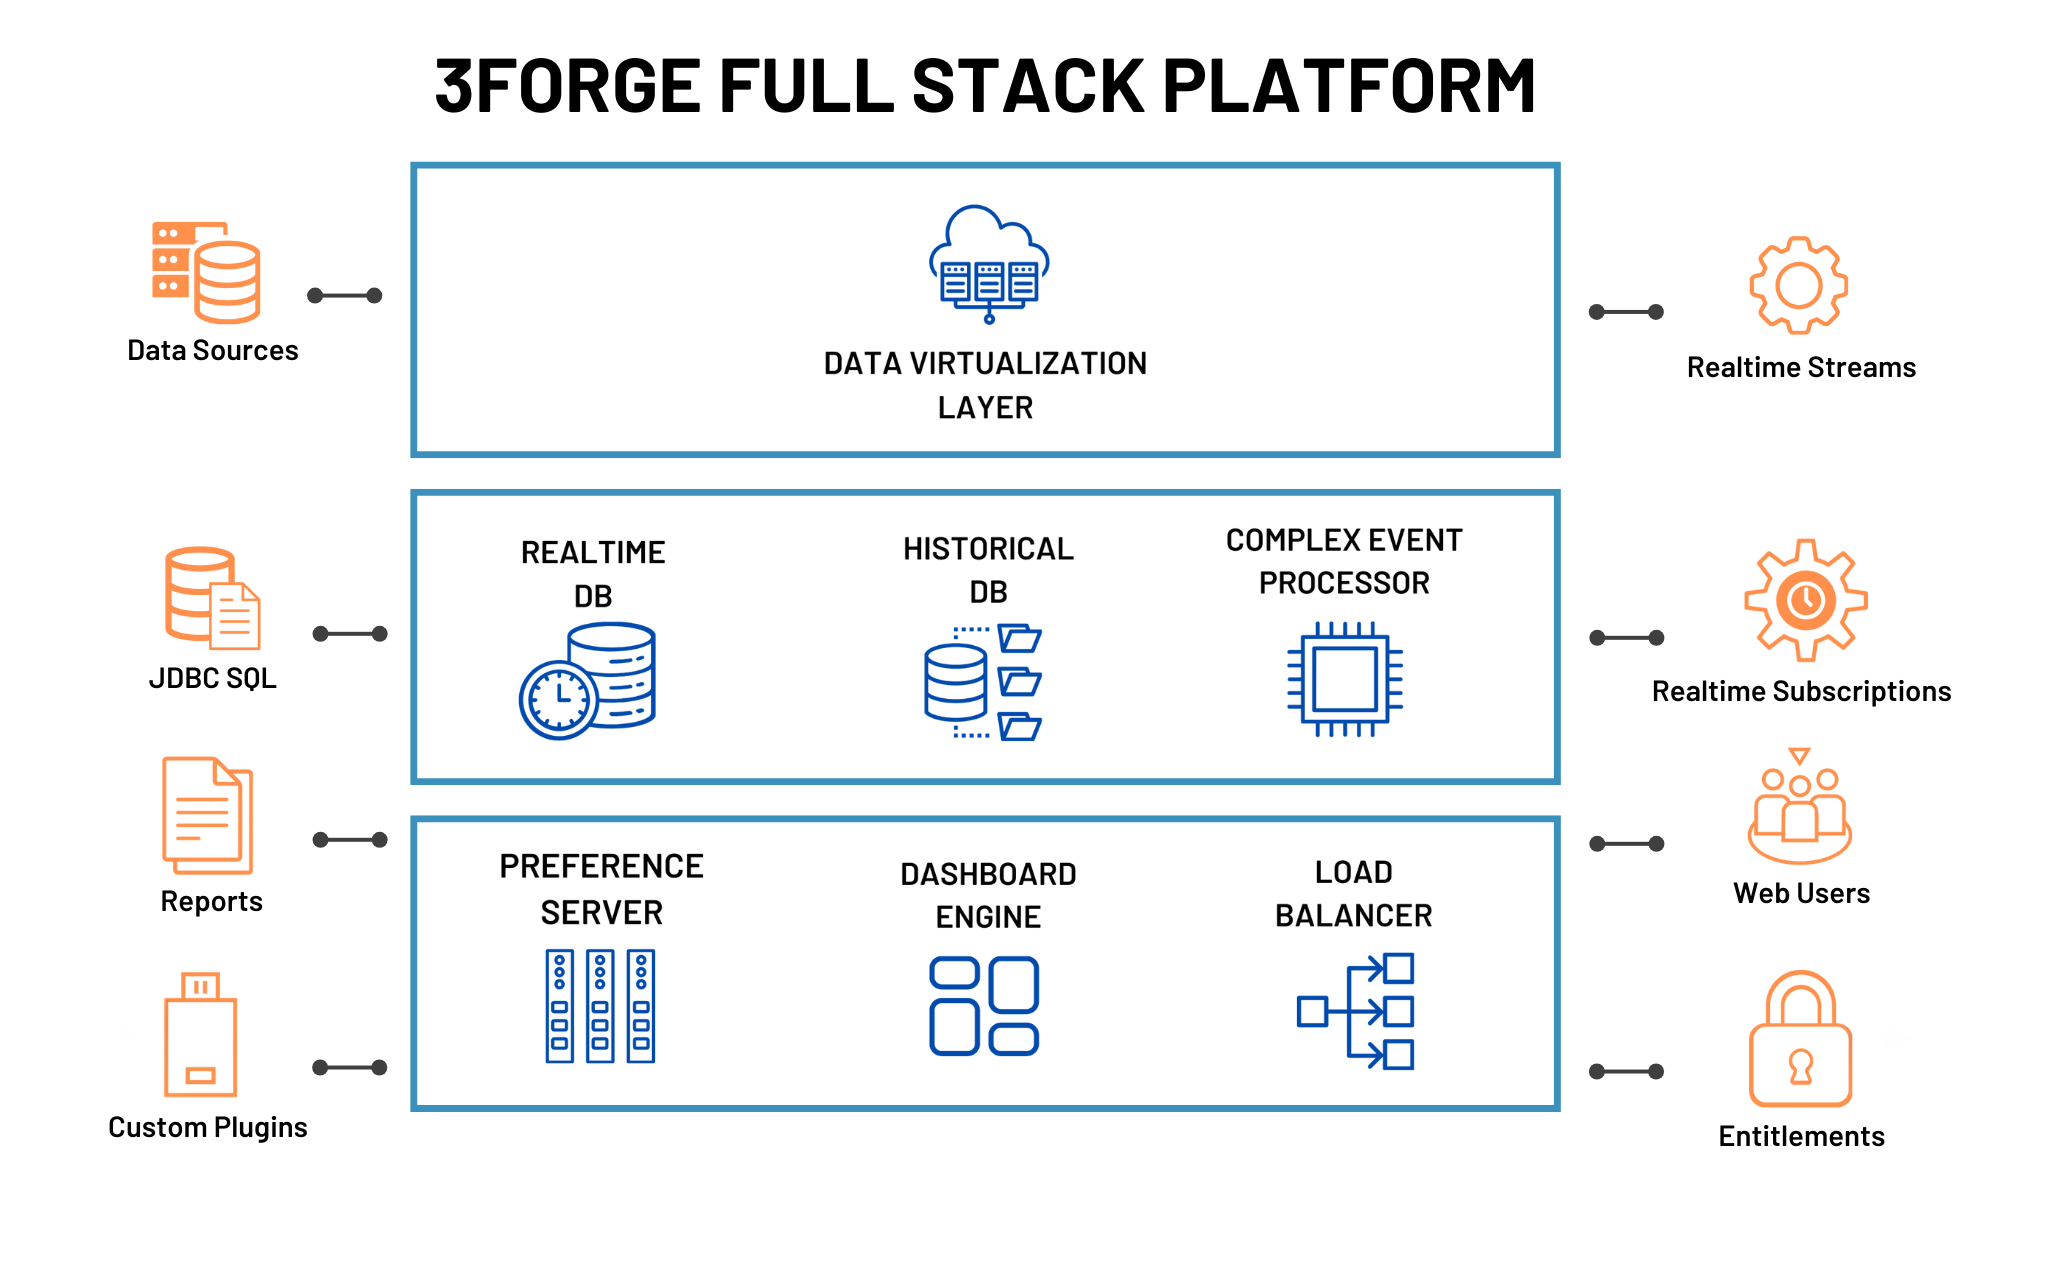 3FORGE FULL STACK PLATFORM
Data Sources
DATA VIRTUALIZATION
LAYER
Realtime Streams
JDBC SQL
REALTIME
DB
HISTORICAL
DB
COMPLEX EVENT
PROCESSOR
Realtime Subscriptions
Reports
PREFERENCE
SERVER
DASHBOARD
ENGINE
LOAD
BALANCER
Web Users
Custom Plugins
Entitlements